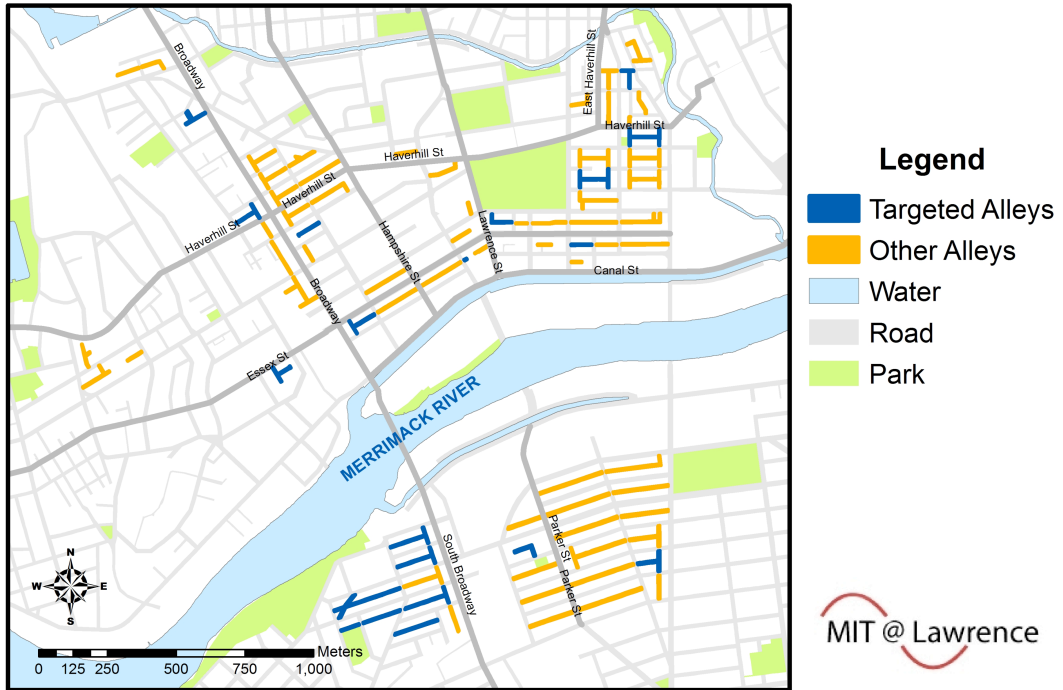 Broadway
East Haverhill St
Haverhill St
Haverhill St
Haverhill St
Haverhill St
Lawrence St
Hampshire St
Canal St
Broadway
Essex St
MERRIMACK RIVER
Parker St
South Broadway
Parker St
N
W
E
S
Meters
0 125 250 500 750 1,000
Legend
Targeted Alleys
Other Alleys
Water
Road
Park
MIT @ Lawrence